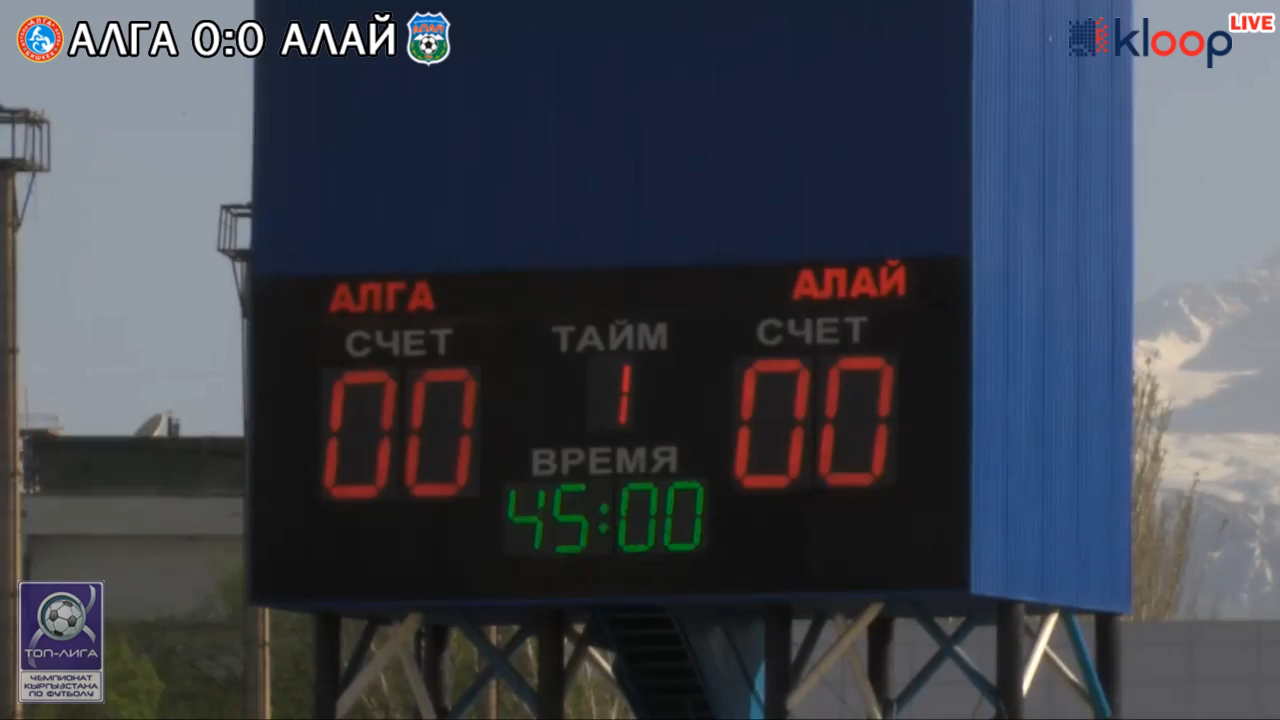 АЛГА 0:0 АЛАЙ
LIVE
kloop
АЛГА АЛАЙ
СЧЕТ ТАЙМ СЧЕТ
00 1 00
ВРЕМЯ
45:00
ТОП-ЛИГА
ЧЕМПИОНАТ
КЫРГЫЗСТАНА
ПО ФУТБОЛУ